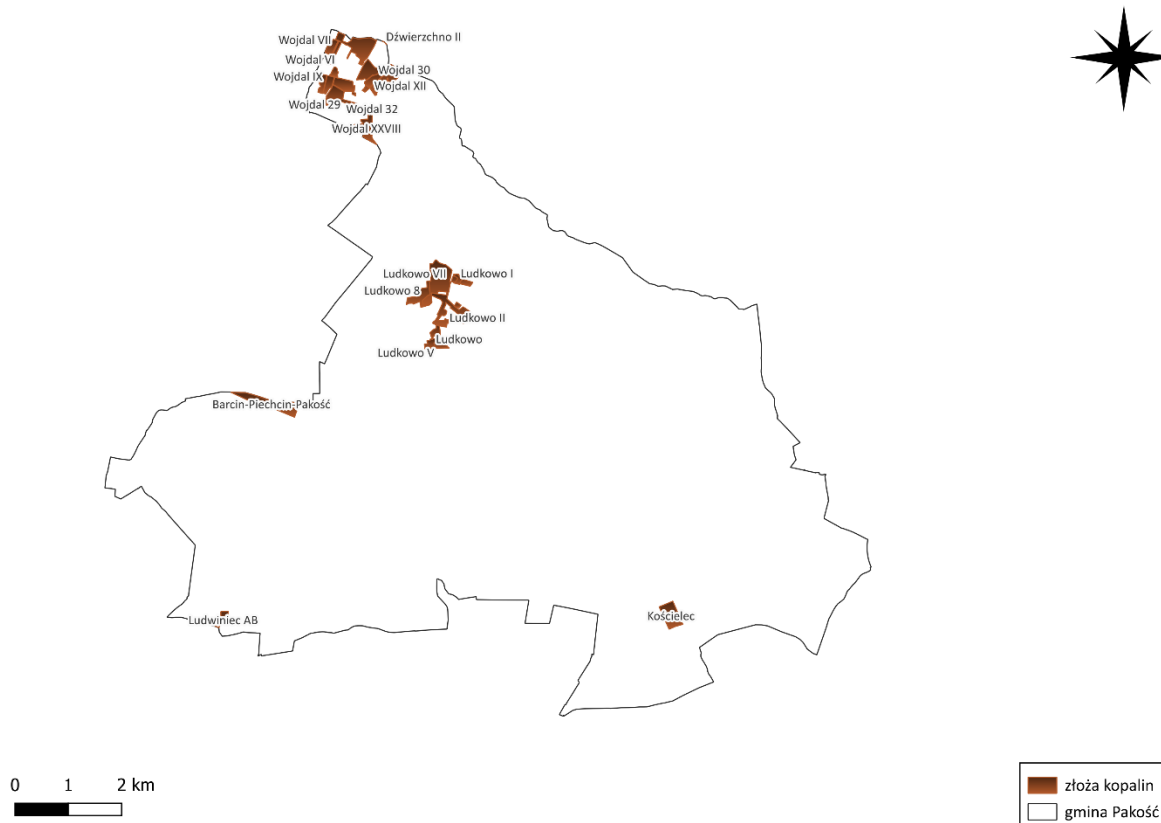 Wojdal VII
Dźwierzchno II
Wojdal VI
Wojdal 30
Wojdal IX
Wojdal XII
Wojdal 29
Wojdal 32
Wojdal XXVIII
Ludkowo VII
Ludkowo I
Ludkowo 8
Ludkowo II
Ludkowo
Ludkowo V
Barcin-Piechcin-Pakość
Ludwiniec AB
Kościelec
0 1 2 km
złoża kopalin
gmina Pakość